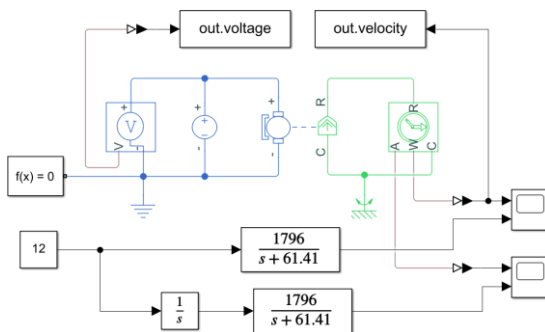 out.voltage
out.velocity
+
+
+
R
R
V
+
-
+
-
V
-
-
C
A
W
C
f(x) = 0
12
1796
s + 61.41
1
s
1796
s + 61.41